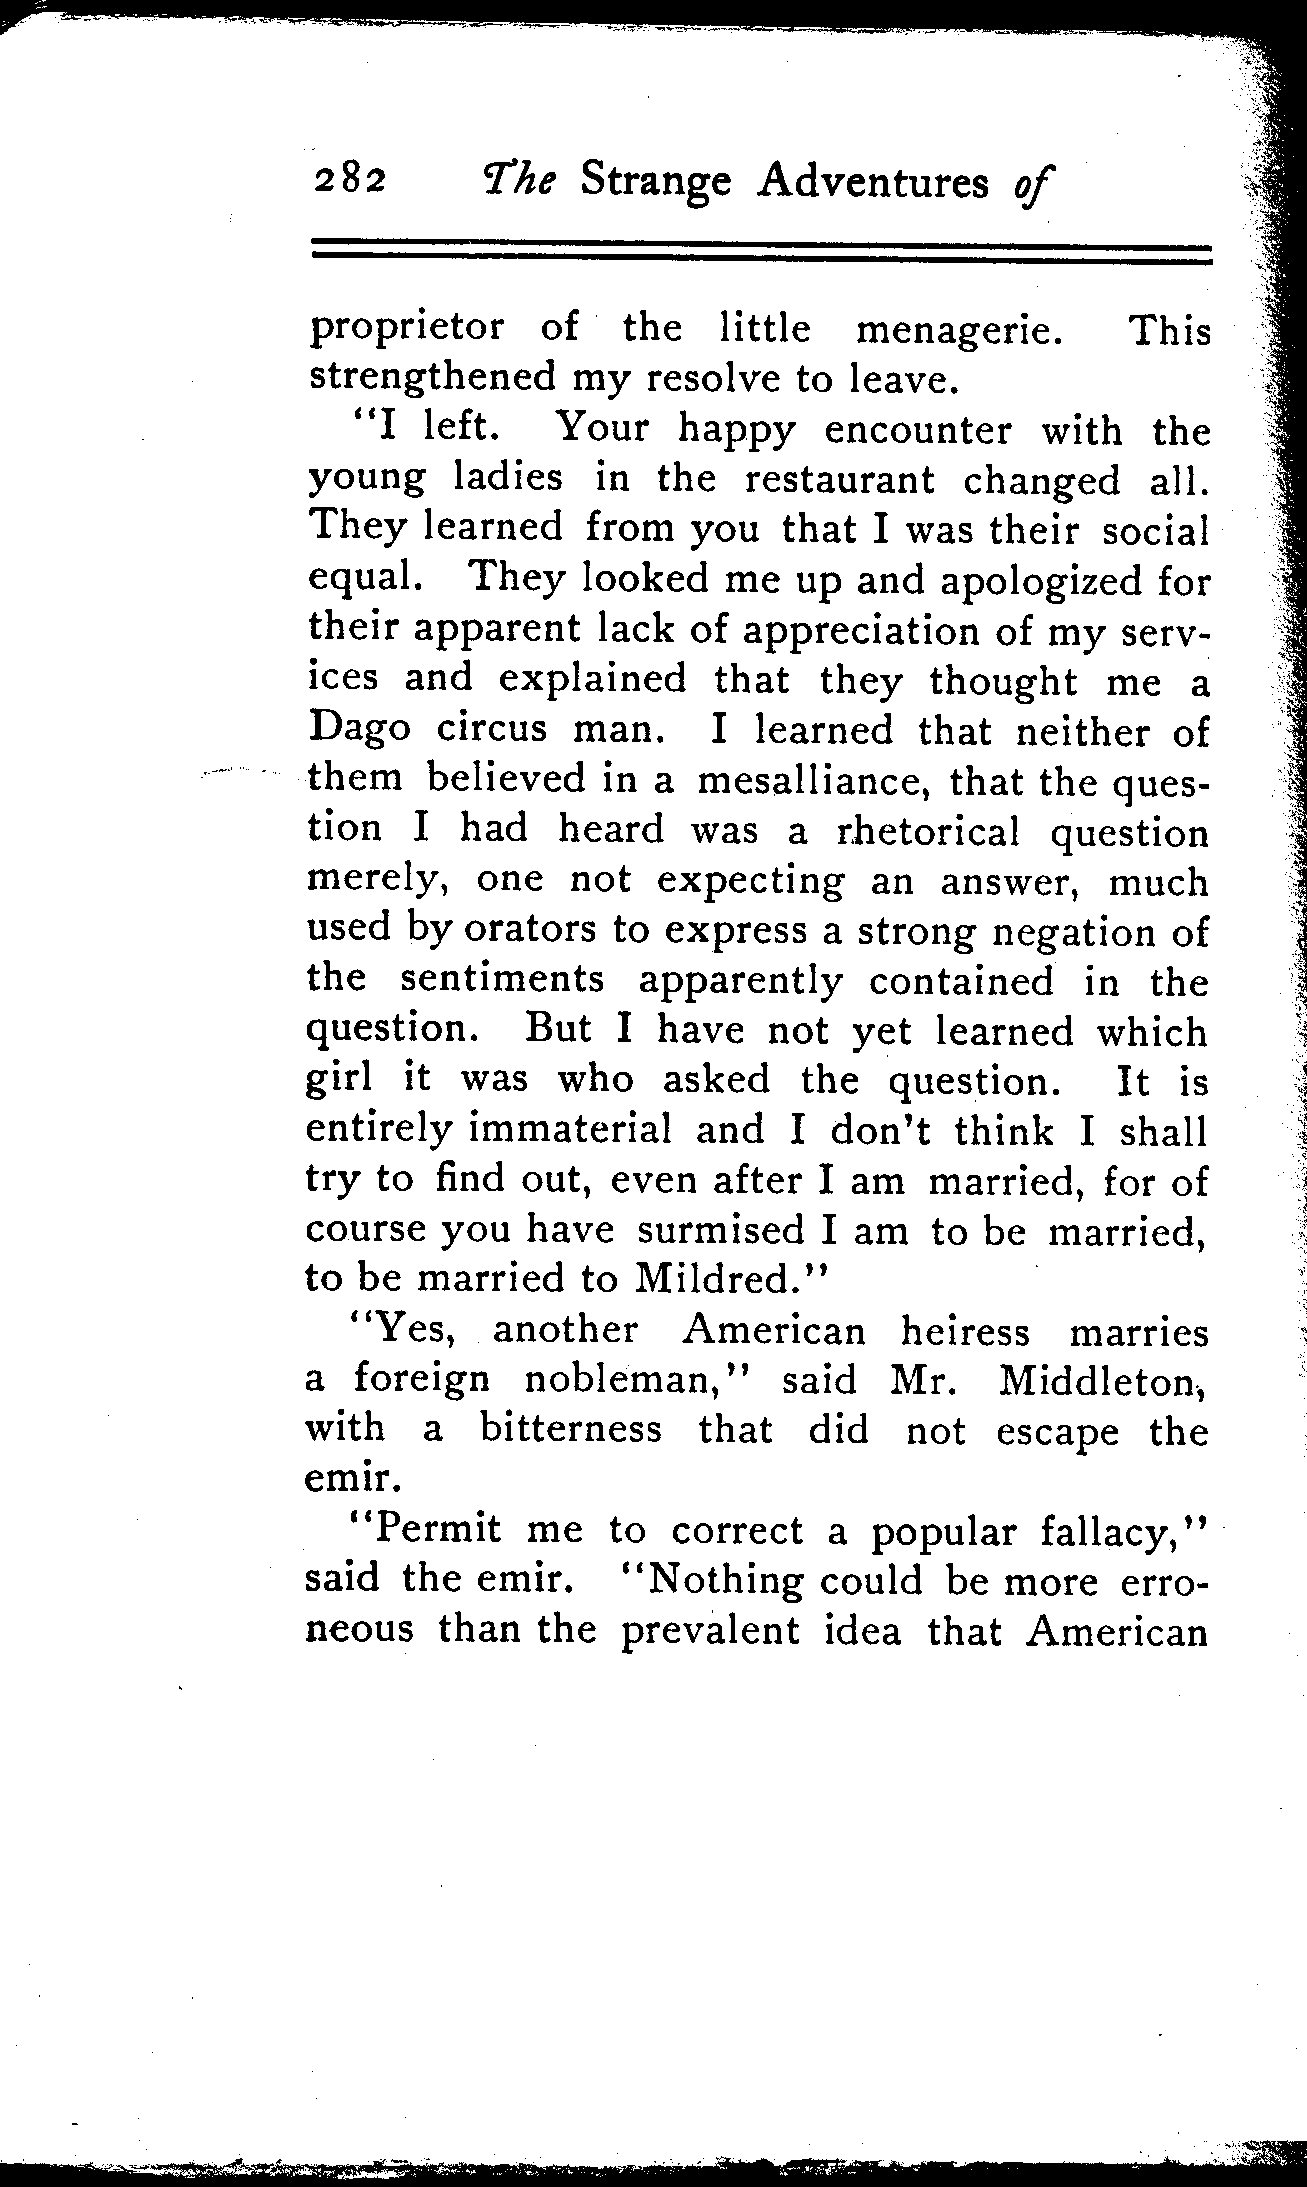 282 The Strange Adventures of
proprietor of the little menagerie. This
strengthened my resolve to leave.
"I left. Your happy encounter with the
young ladies in the restaurant changed all.
They learned from you that I was their social
equal. They looked me up and apologized for
their apparent lack of appreciation of my serv-
ices and explained that they thought me a
Dago circus man. I learned that neither of
them believed in a mesalliance, that the ques-
tion I had heard was a rhetorical question
merely, one not expecting an answer, much
used by orators to express a strong negation of
the sentiments apparently contained in the
question. But I have not yet learned which
girl it was who asked the question. It is
entirely immaterial and I don't think I shall
try to find out, even after I am married, for of
course you have surmised I am to be married,
to be married to Mildred."
"Yes, another American heiress marries
a foreign nobleman," said Mr. Middleton,
with a bitterness that did not escape the
emir.
"Permit me to correct a popular fallacy,"
said the emir. "Nothing could be more erro-
neous than the prevalent idea that American